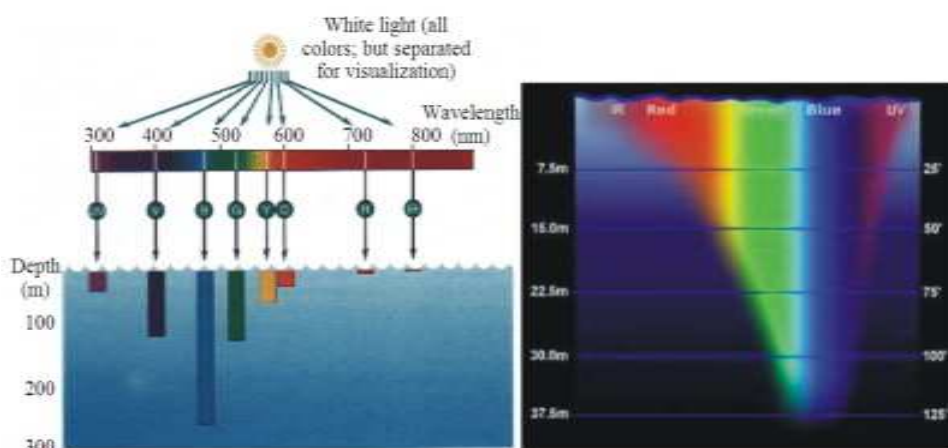 White light (all
colors; but separated
for visualization)
Wavelength
(nm)
300 400 500 600 700 800
V B G Y O R
Depth
(m)
100
200
300
IR Red Blue UV
7.5m 25'
15.0m 50'
22.5m 75'
30.0m 100'
37.5m 125'